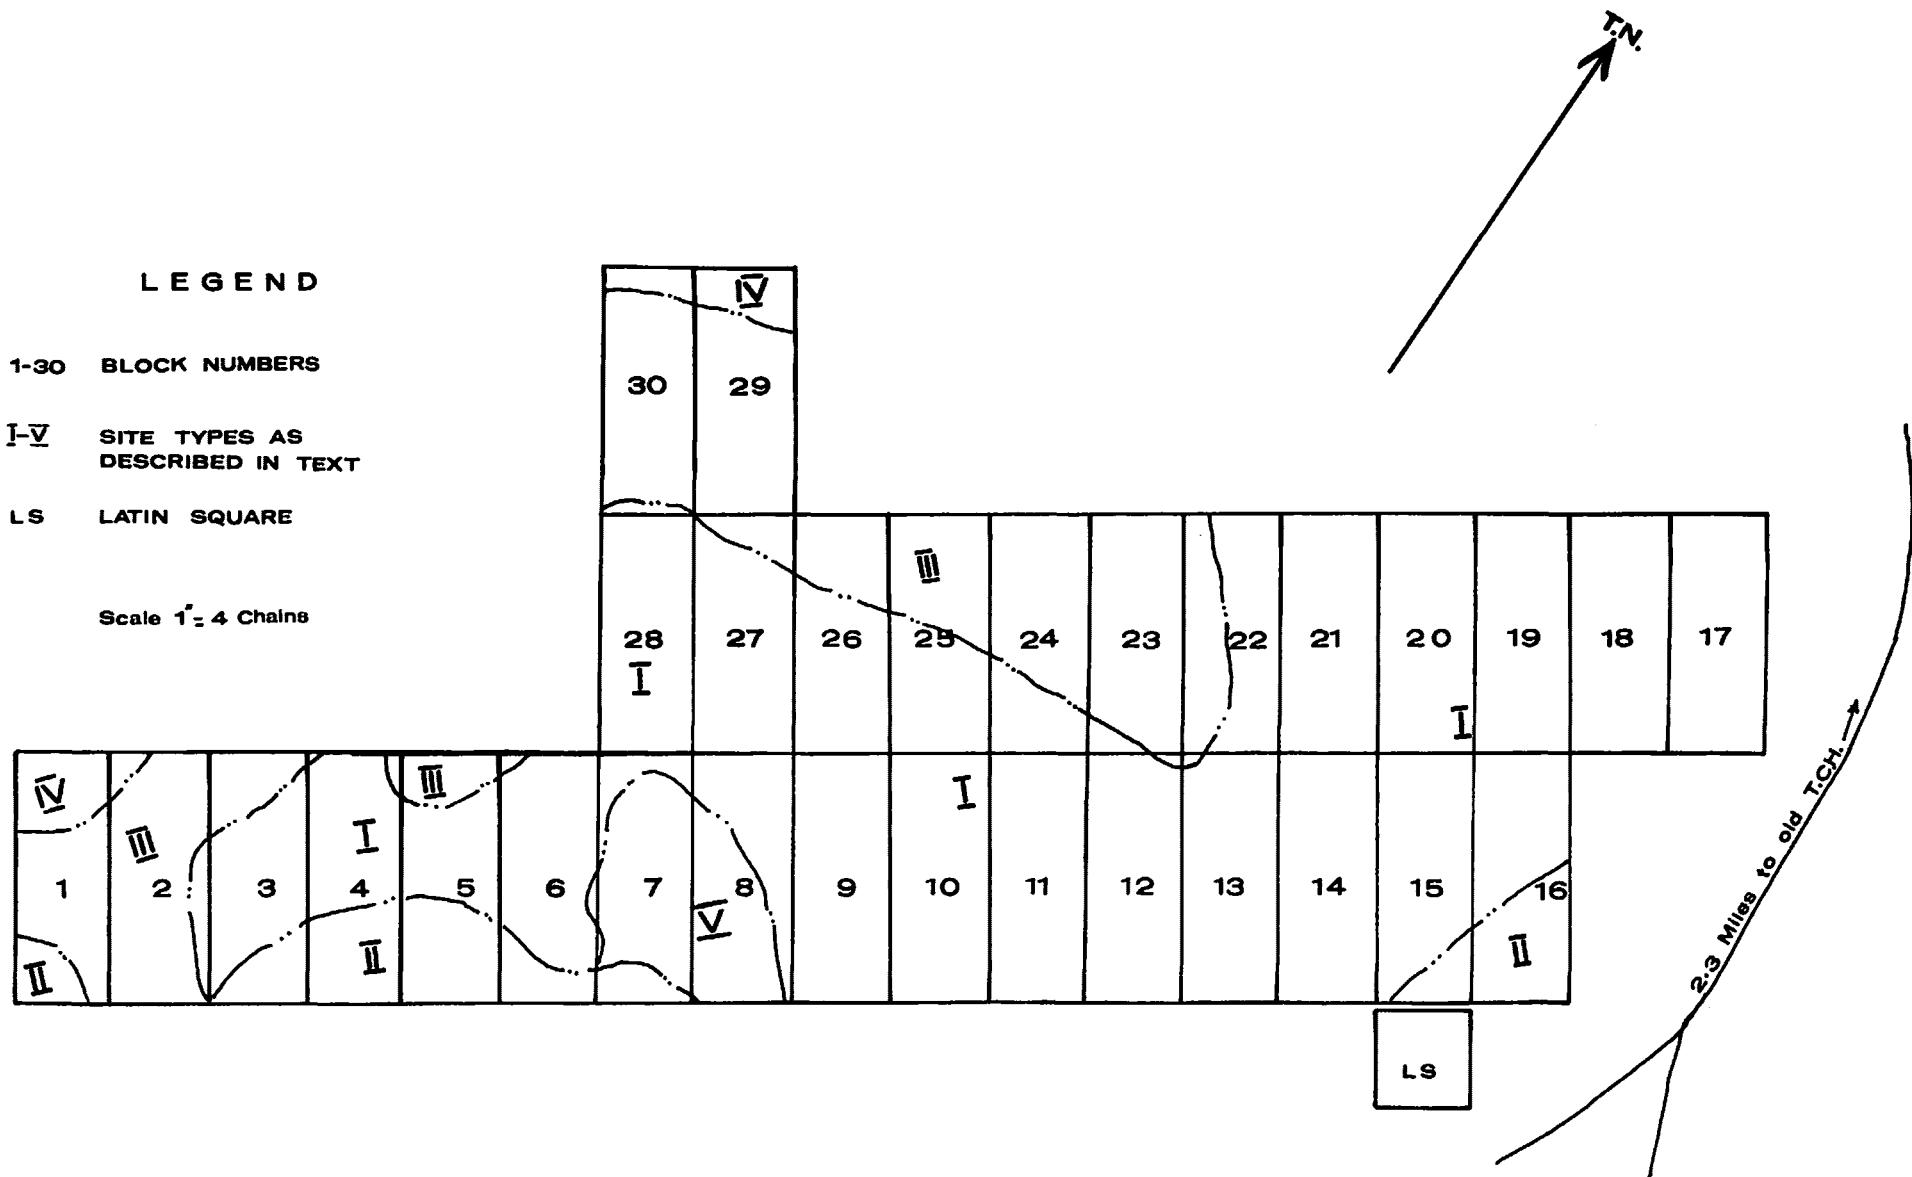 T.N.
LEGEND
1-30 BLOCK NUMBERS
I-V SITE TYPES AS
DESCRIBED IN TEXT
LS LATIN SQUARE
Scale 1"= 4 Chains
IV
30 29
III
28 27 26 25 24 23 22 21 20 19 18 17
I I
IV III I
III I
1 2 3 4 5 6 7 8 9 10 11 12 13 14 15 16
V
II II II
LS
2.3 Miles to old T.CH.